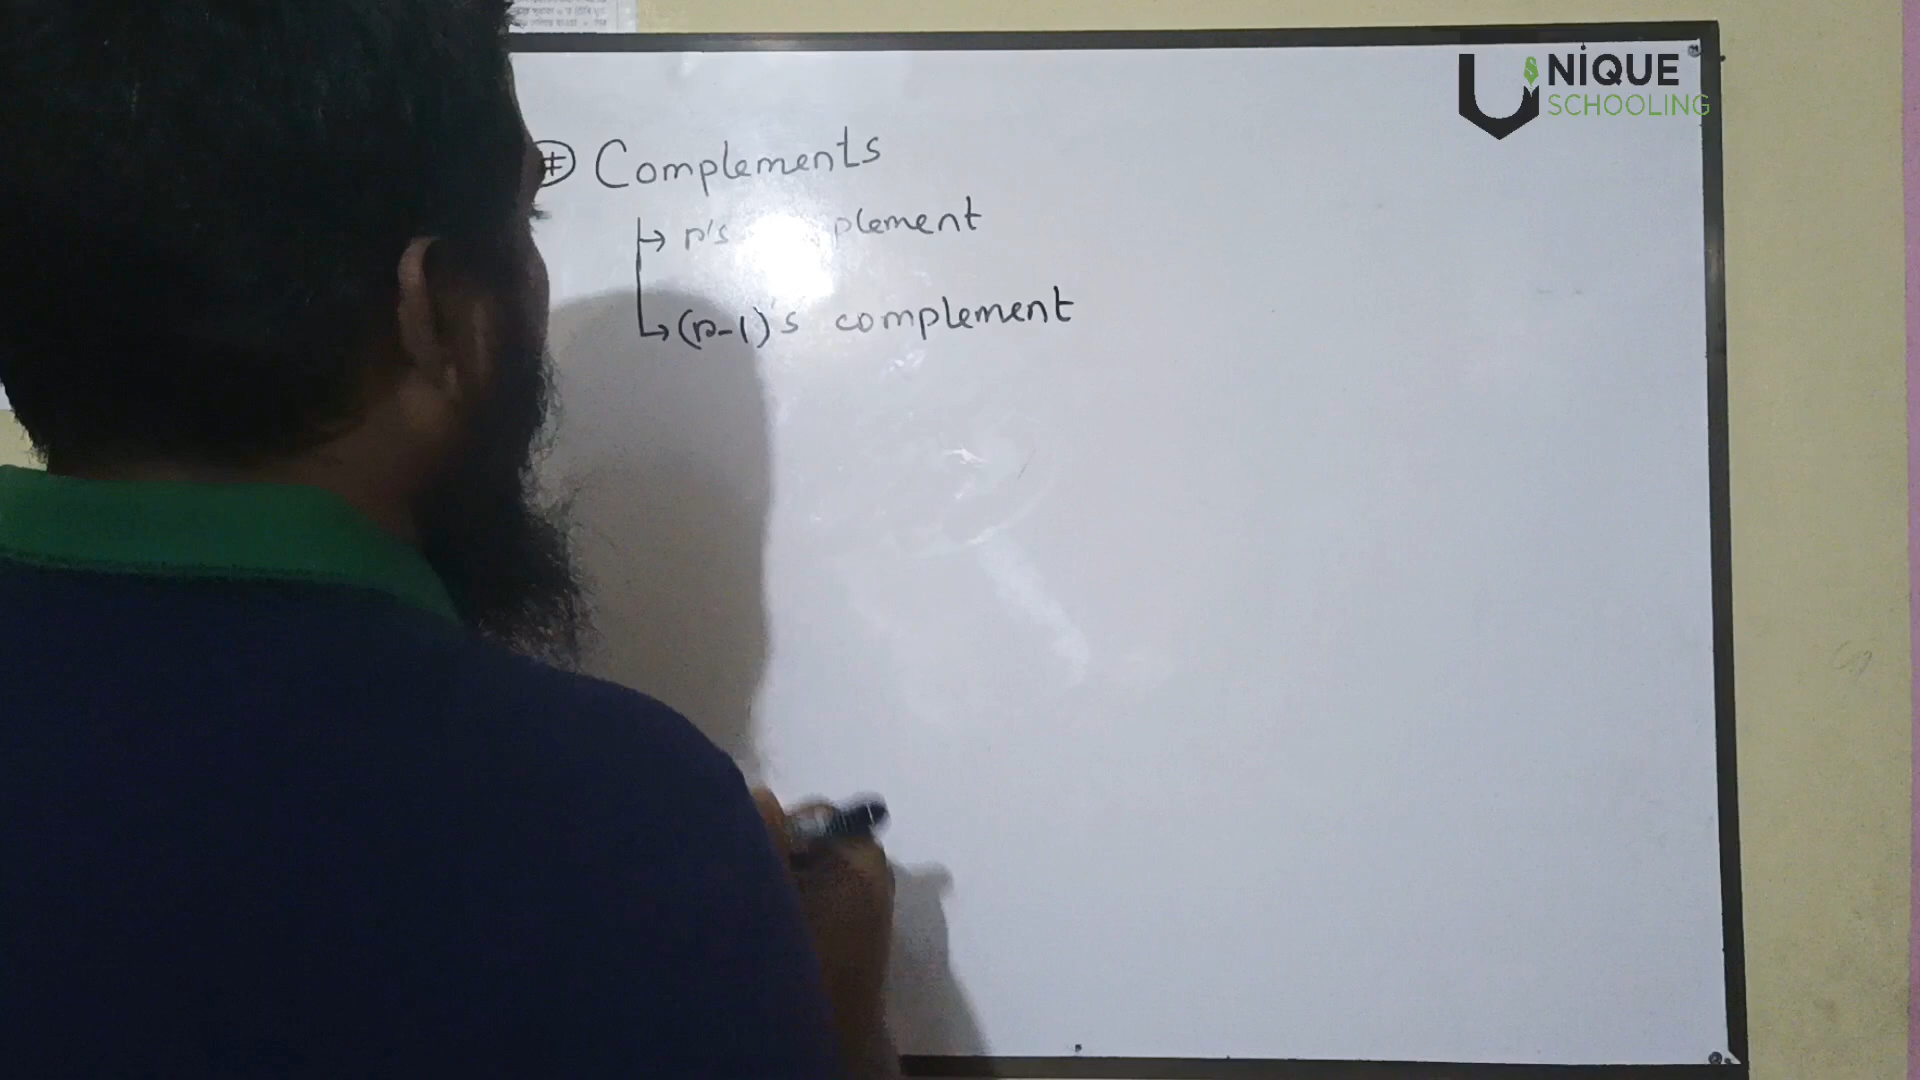 UNIQUE
SCHOOLING
# Complements
r's plement
(r-1)'s complement